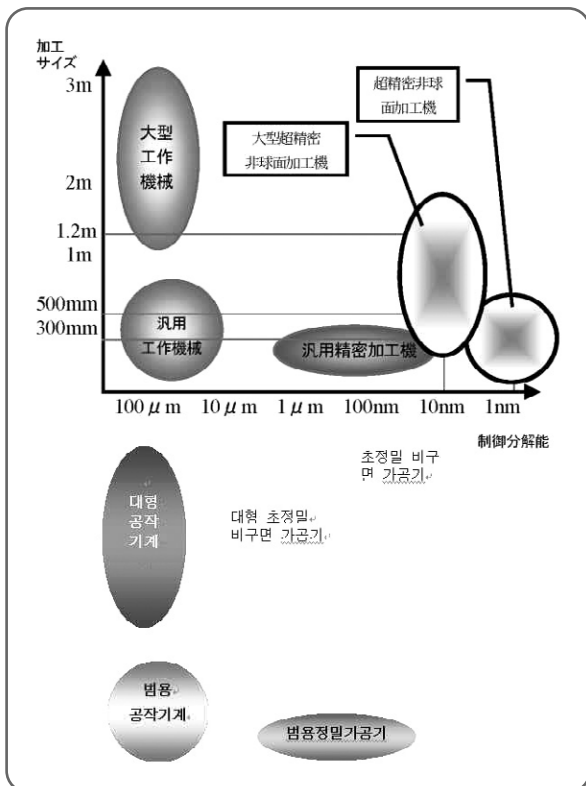 加工
サイズ
3m
2m
1.2m
1m
500mm
300mm
大型
工作
機械
大型超精密
非球面加工機
超精密非球
面加工機
汎用
工作機械
汎用精密加工機
100μm 10μm 1μm 100nm 10nm 1nm
制御分解能
초정밀 비구
면 가공기
대형
공작
기계
대형 초정밀
비구면 가공기
범용
공작기계
범용정밀가공기